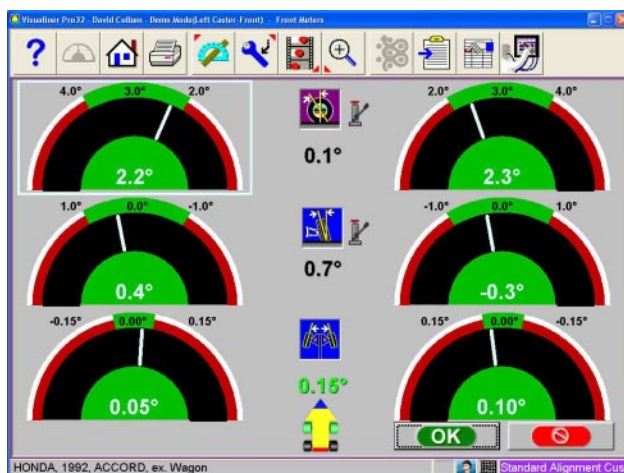 Visualiner Pro32 - David Cullum - Demo Mode(Left Caster Front) - Front Meters
4.0° 3.0° 2.0°
2.2°
0.1°
2.0° 3.0° 4.0°
2.3°
1.0° 0.0° -1.0°
0.4°
0.7°
-1.0° 0.0° 1.0°
-0.3°
-0.15° 0.00° 0.15°
0.05°
0.15°
0.15° 0.00° -0.15°
0.10°
OK
HONDA, 1992, ACCORD, ex. Wagon
Standard Alignment Cus